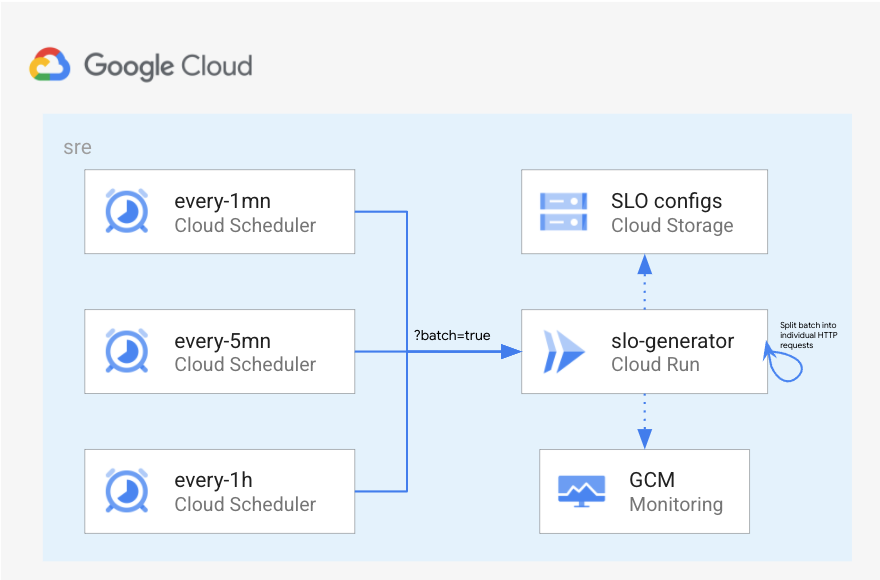 Google Cloud
sre
every-1mn
Cloud Scheduler
SLO configs
Cloud Storage
every-5mn
Cloud Scheduler
?batch=true
slo-generator
Cloud Run
Split batch into
individual HTTP
requests
every-1h
Cloud Scheduler
GCM
Monitoring